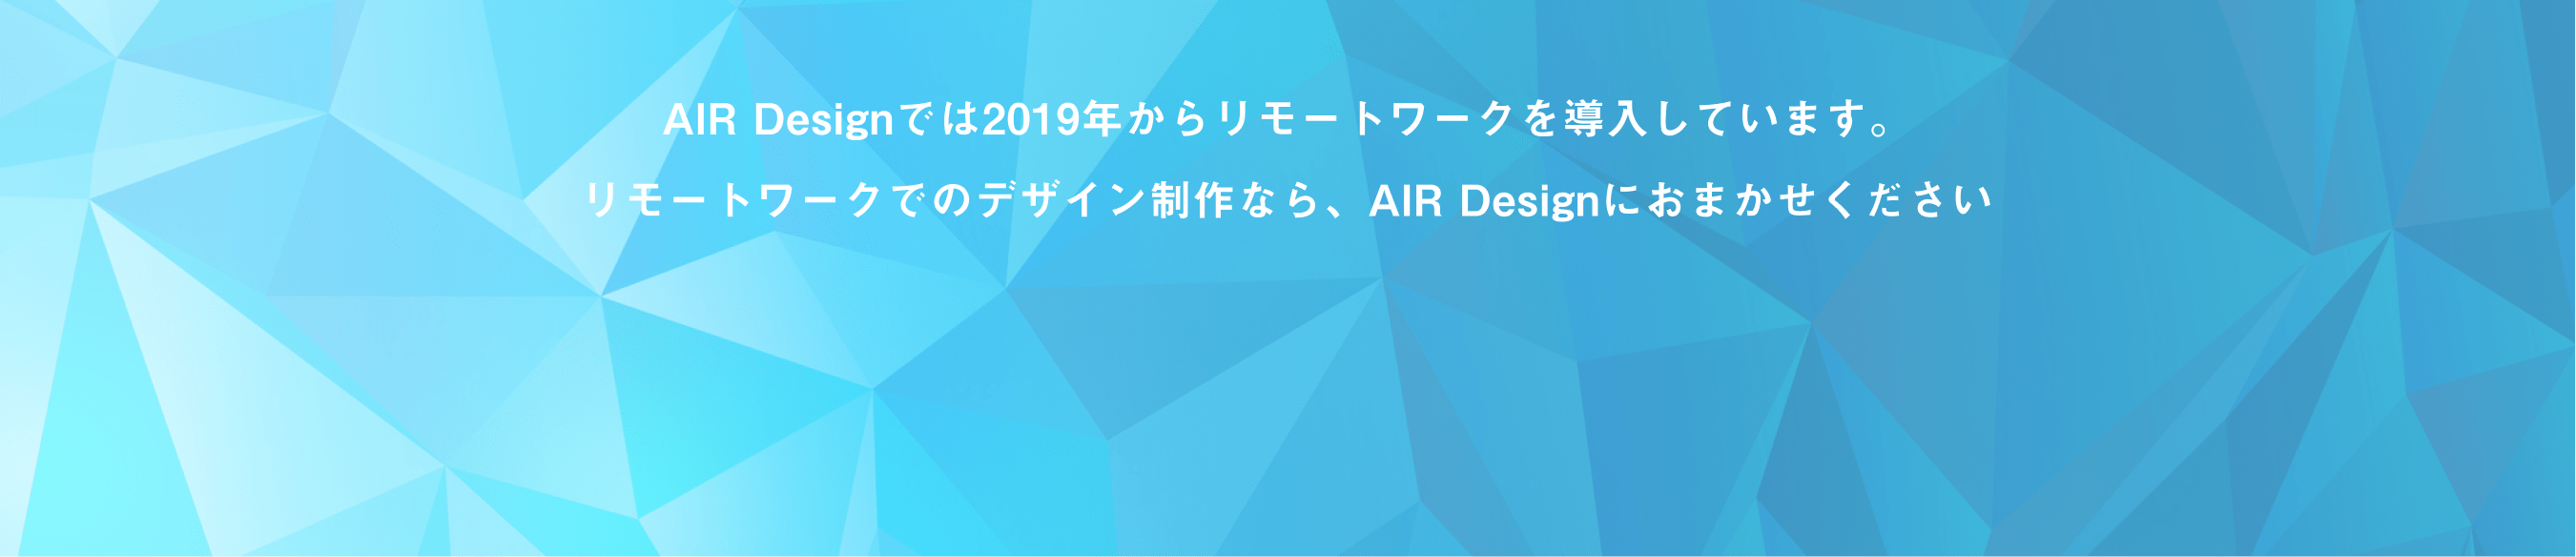 AIR Designでは2019年からリモートワークを導入しています。
リモートワークでのデザイン制作なら、AIR Designにおまかせください